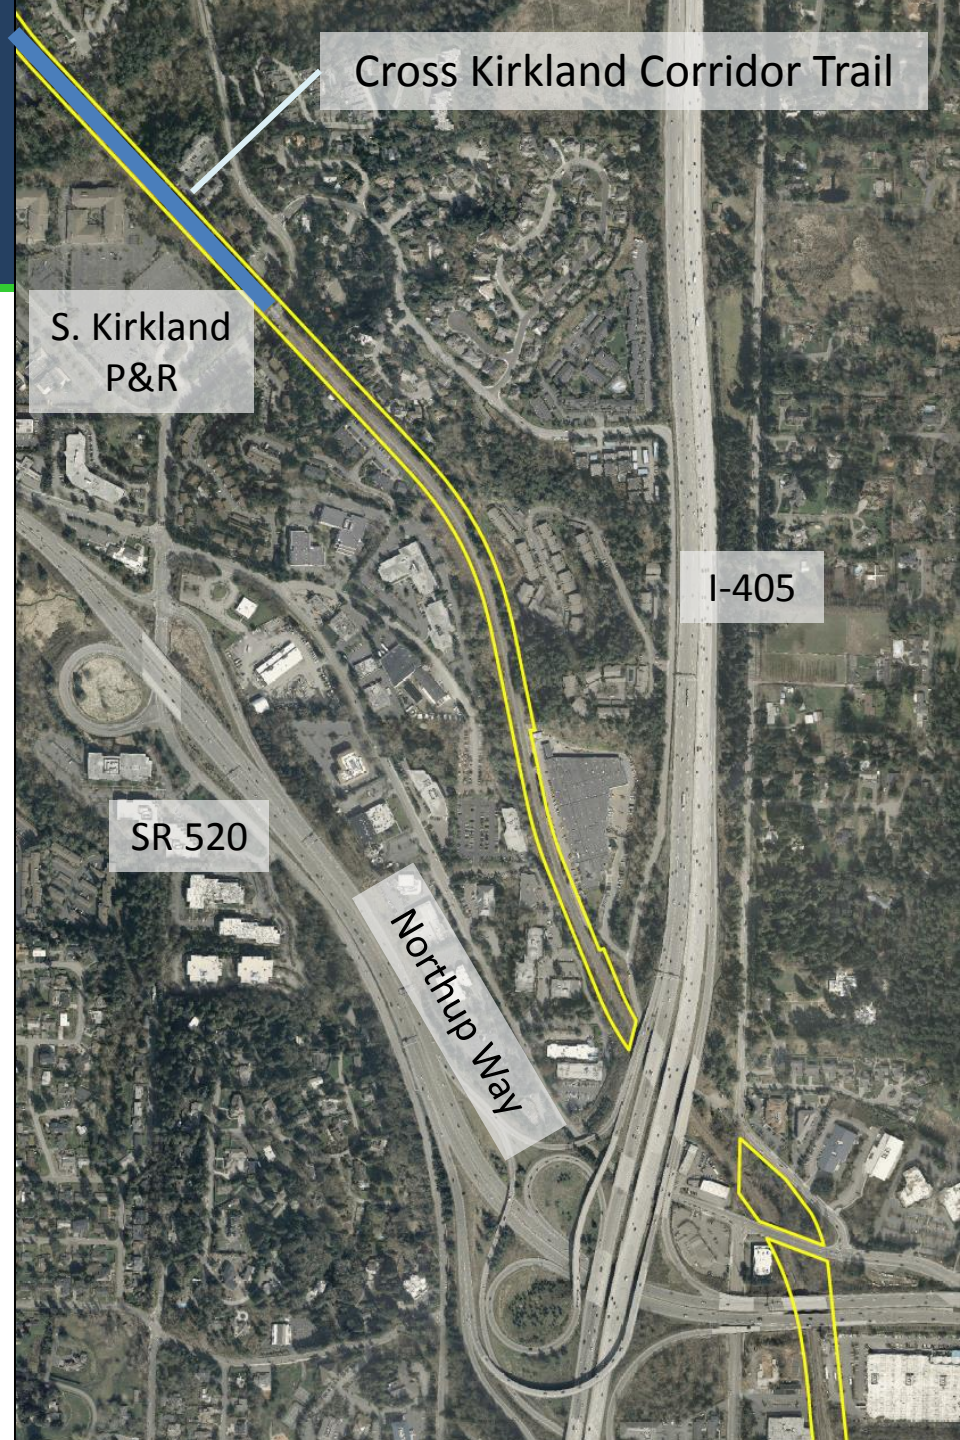 Cross Kirkland Corridor Trail
S. Kirkland
P&R
I-405
SR 520
Northup Way